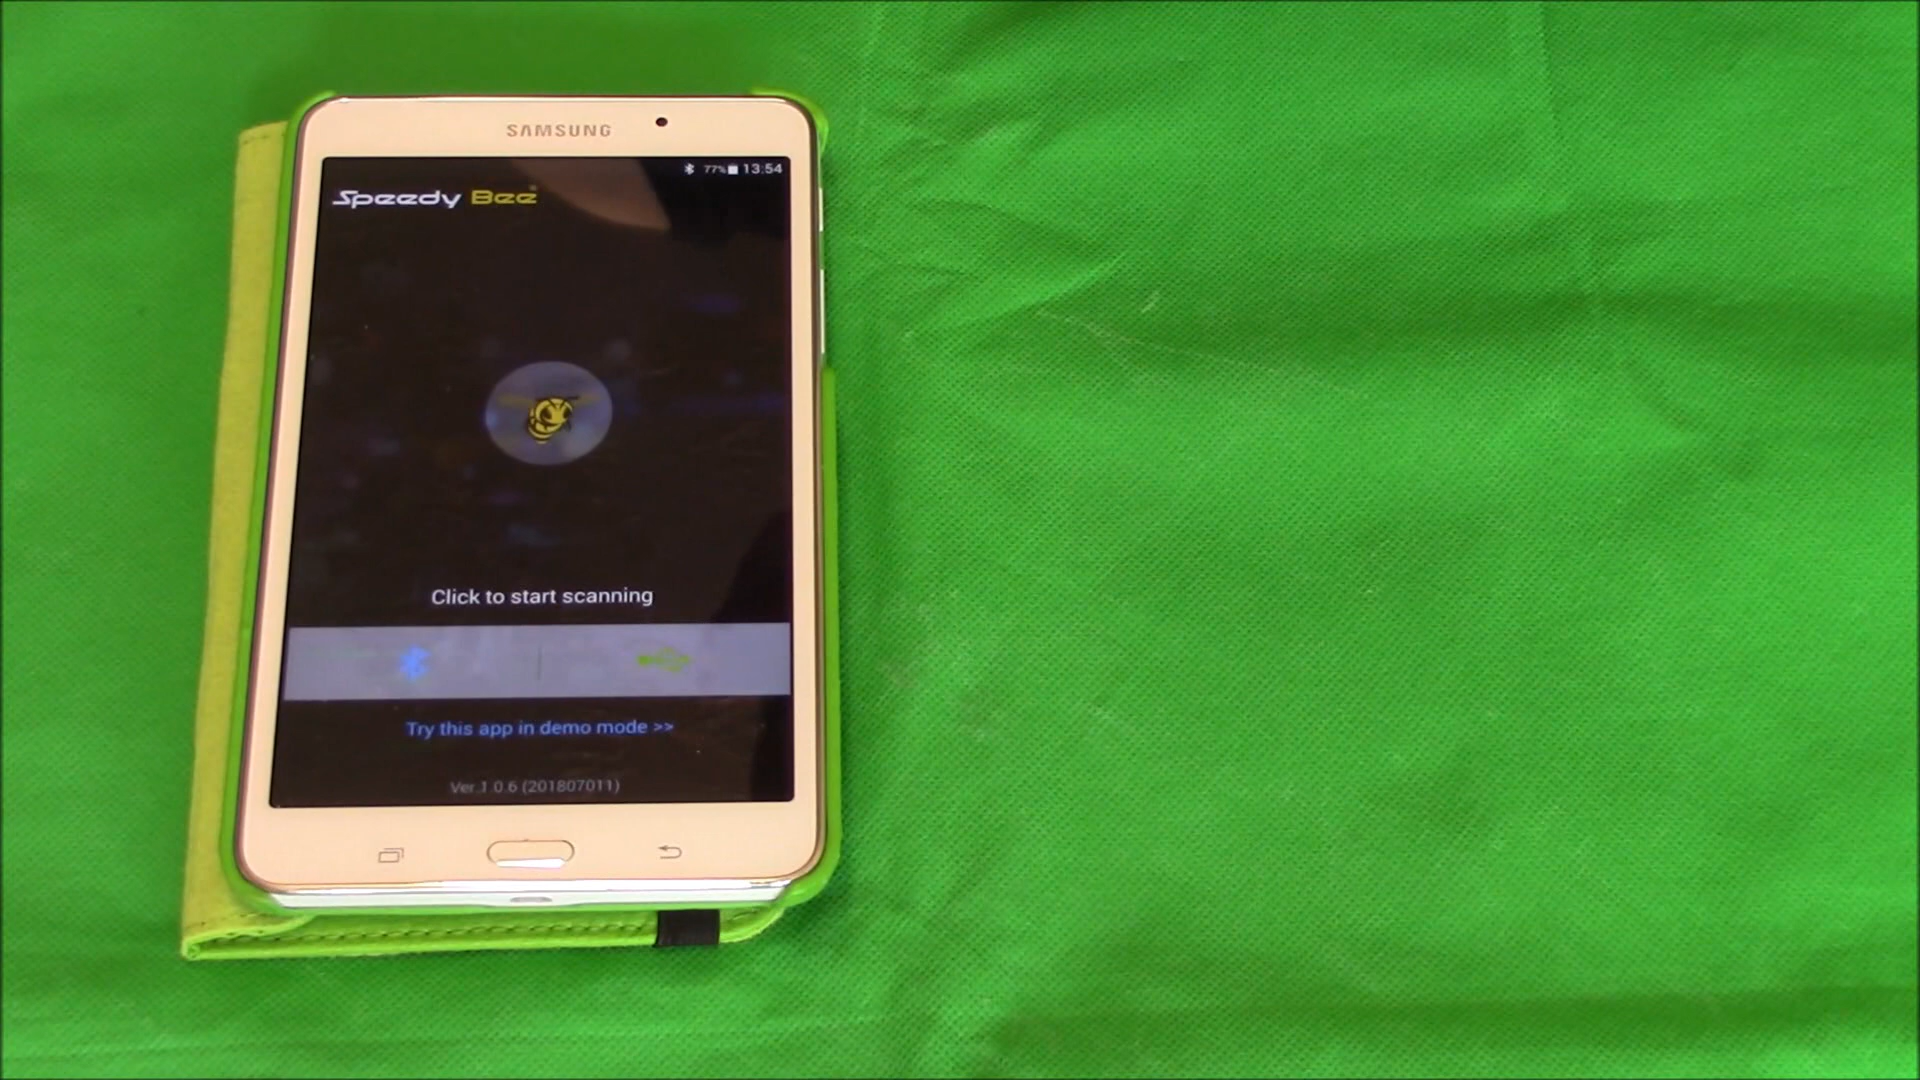 SAMSUNG
77% 13:54
Speedy Bee®
Click to start scanning
Try this app in demo mode >>
Ver.1.0.6 (201807011)